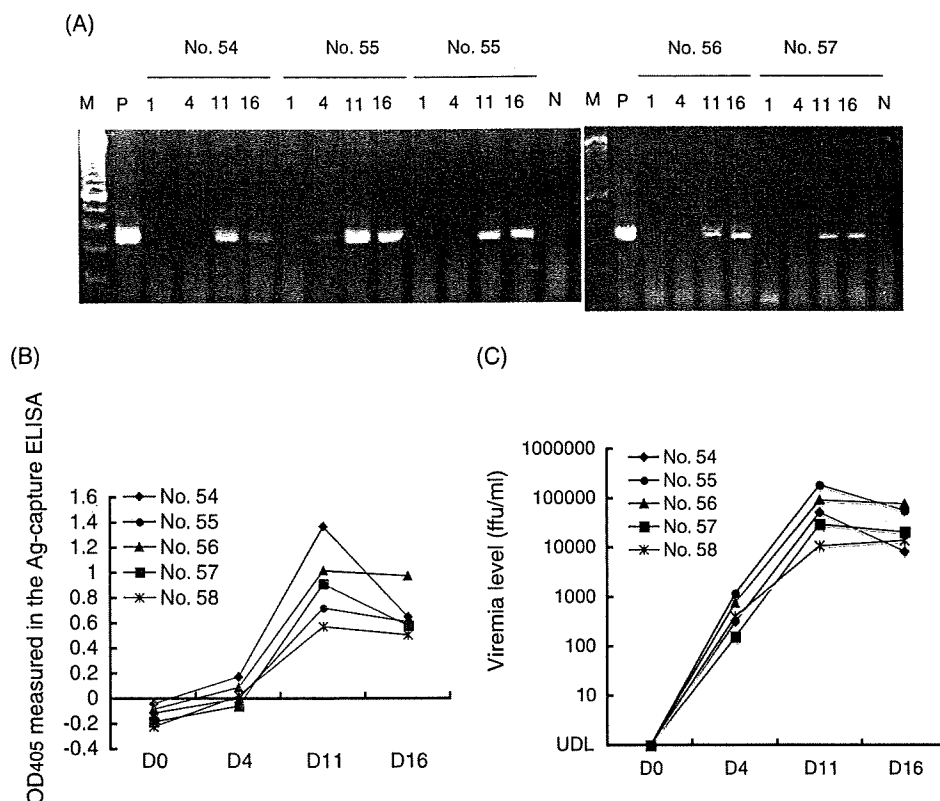 (A)
No. 54 No. 55 No. 55 No. 56 No. 57
M P 1 4 11 16 1 4 11 16 1 4 11 16 N M P 1 4 11 16 1 4 11 16 N
(B)
OD405 measured in the Ag-capture ELISA
1.6
1.4
1.2
1
0.8
0.6
0.4
0.2
0
-0.2
-0.4
No. 54
No. 55
No. 56
No. 57
No. 58
D0 D4 D11 D16
(C)
Viremia level (ffu/ml)
1000000
100000
10000
1000
100
10
UDL
No. 54
No. 55
No. 56
No. 57
No. 58
D0 D4 D11 D16